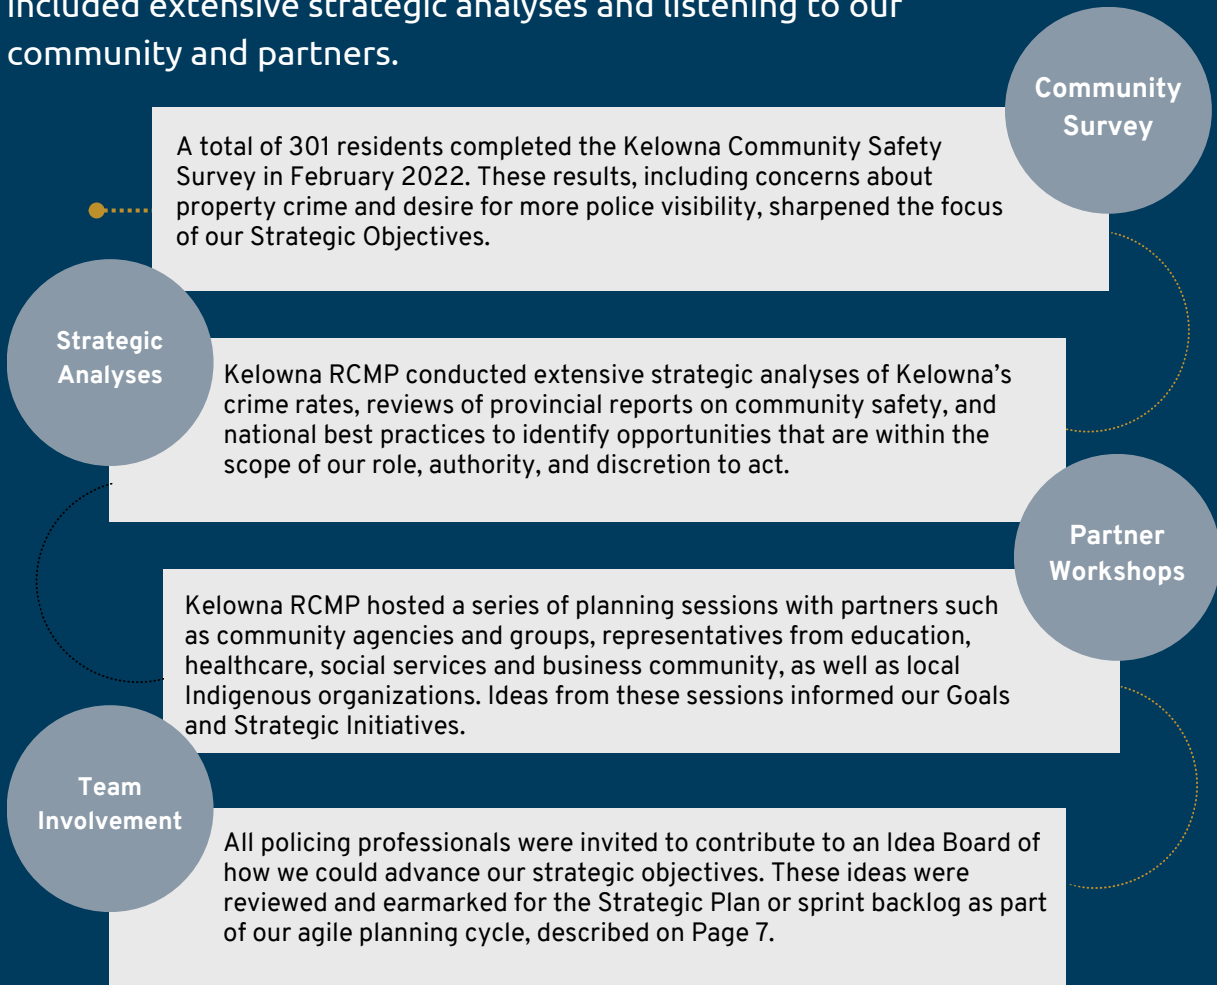 included extensive strategic analyses and listening to our
community and partners.
Community
Survey
A total of 301 residents completed the Kelowna Community Safety
Survey in February 2022. These results, including concerns about
property crime and desire for more police visibility, sharpened the focus
of our Strategic Objectives.
Strategic
Analyses
Kelowna RCMP conducted extensive strategic analyses of Kelowna’s
crime rates, reviews of provincial reports on community safety, and
national best practices to identify opportunities that are within the
scope of our role, authority, and discretion to act.
Partner
Workshops
Kelowna RCMP hosted a series of planning sessions with partners such
as community agencies and groups, representatives from education,
healthcare, social services and business community, as well as local
Indigenous organizations. Ideas from these sessions informed our Goals
and Strategic Initiatives.
Team
Involvement
All policing professionals were invited to contribute to an Idea Board of
how we could advance our strategic objectives. These ideas were
reviewed and earmarked for the Strategic Plan or sprint backlog as part
of our agile planning cycle, described on Page 7.